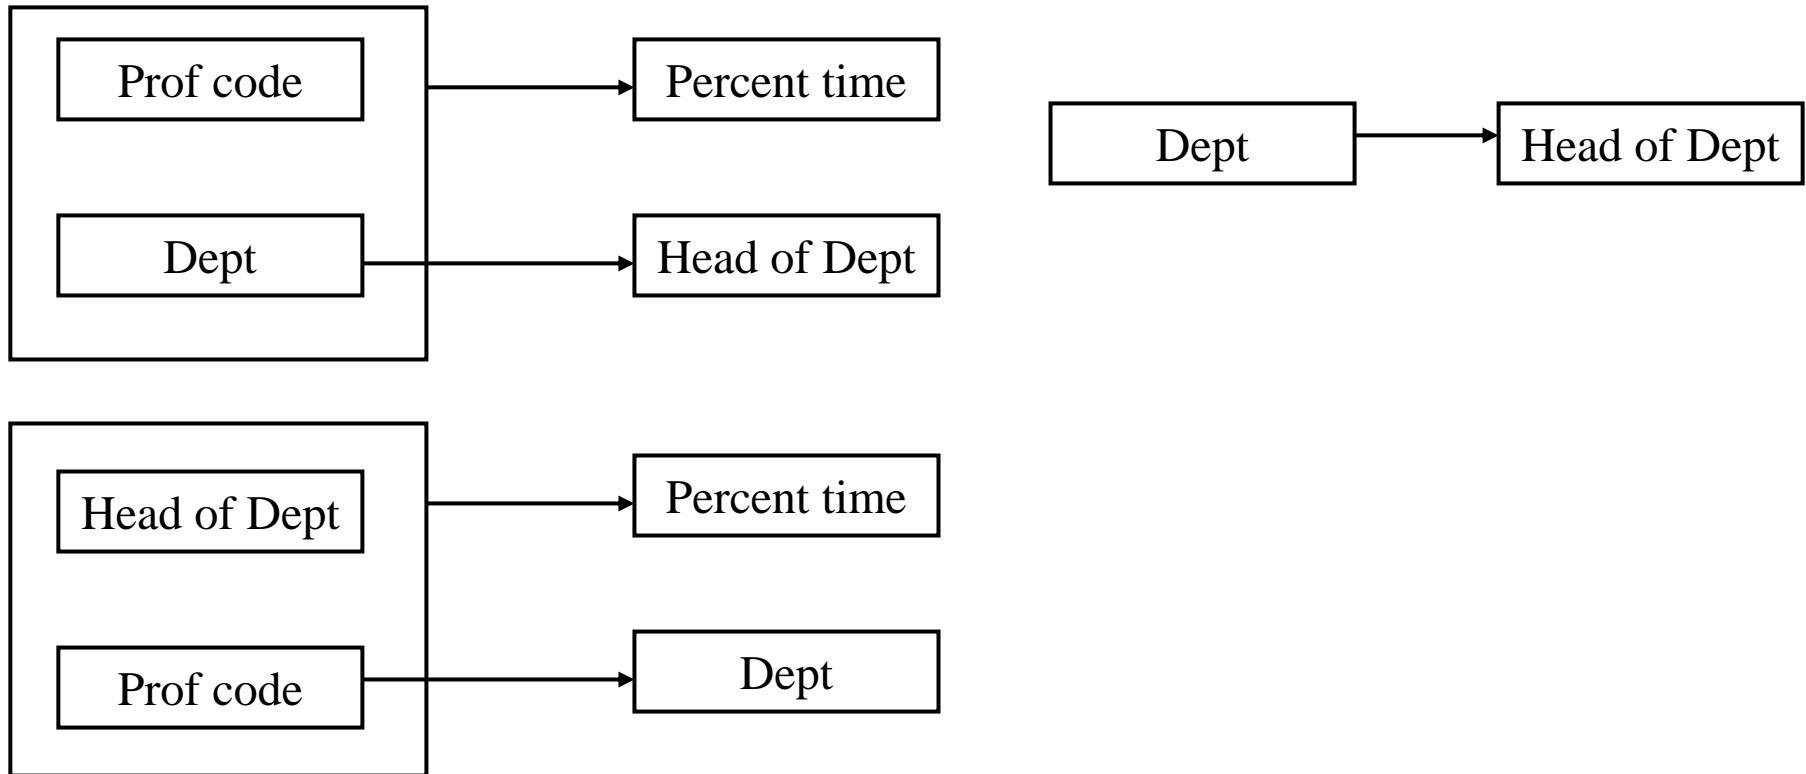 Prof code
Percent time
Dept
Head of Dept
Dept
Head of Dept
Head of Dept
Percent time
Prof code
Dept